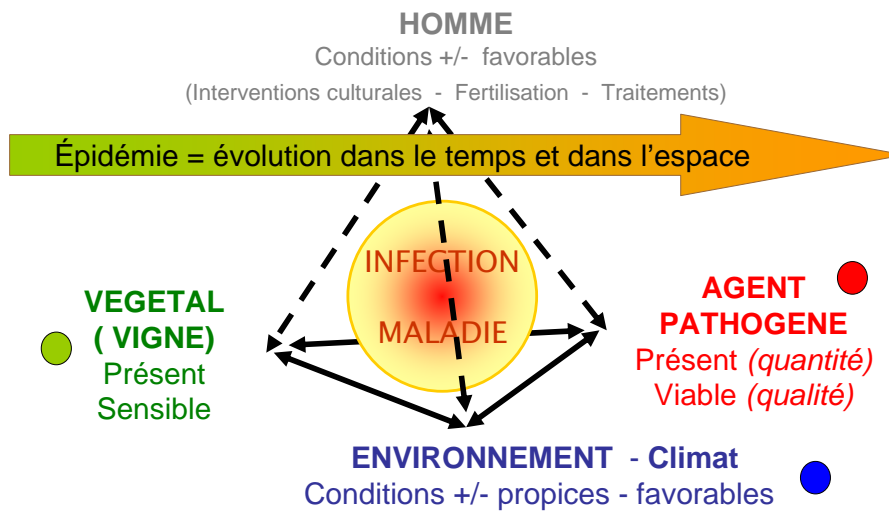 HOMME
Conditions +/- favorables
(Interventions culturales - Fertilisation - Traitements)
Épidémie = évolution dans le temps et dans l'espace
INFECTION
MALADIE
VEGETAL
( VIGNE)
Présent
Sensible
AGENT
PATHOGENE
Présent (quantité)
Viable (qualité)
ENVIRONNEMENT - Climat
Conditions +/- propices - favorables